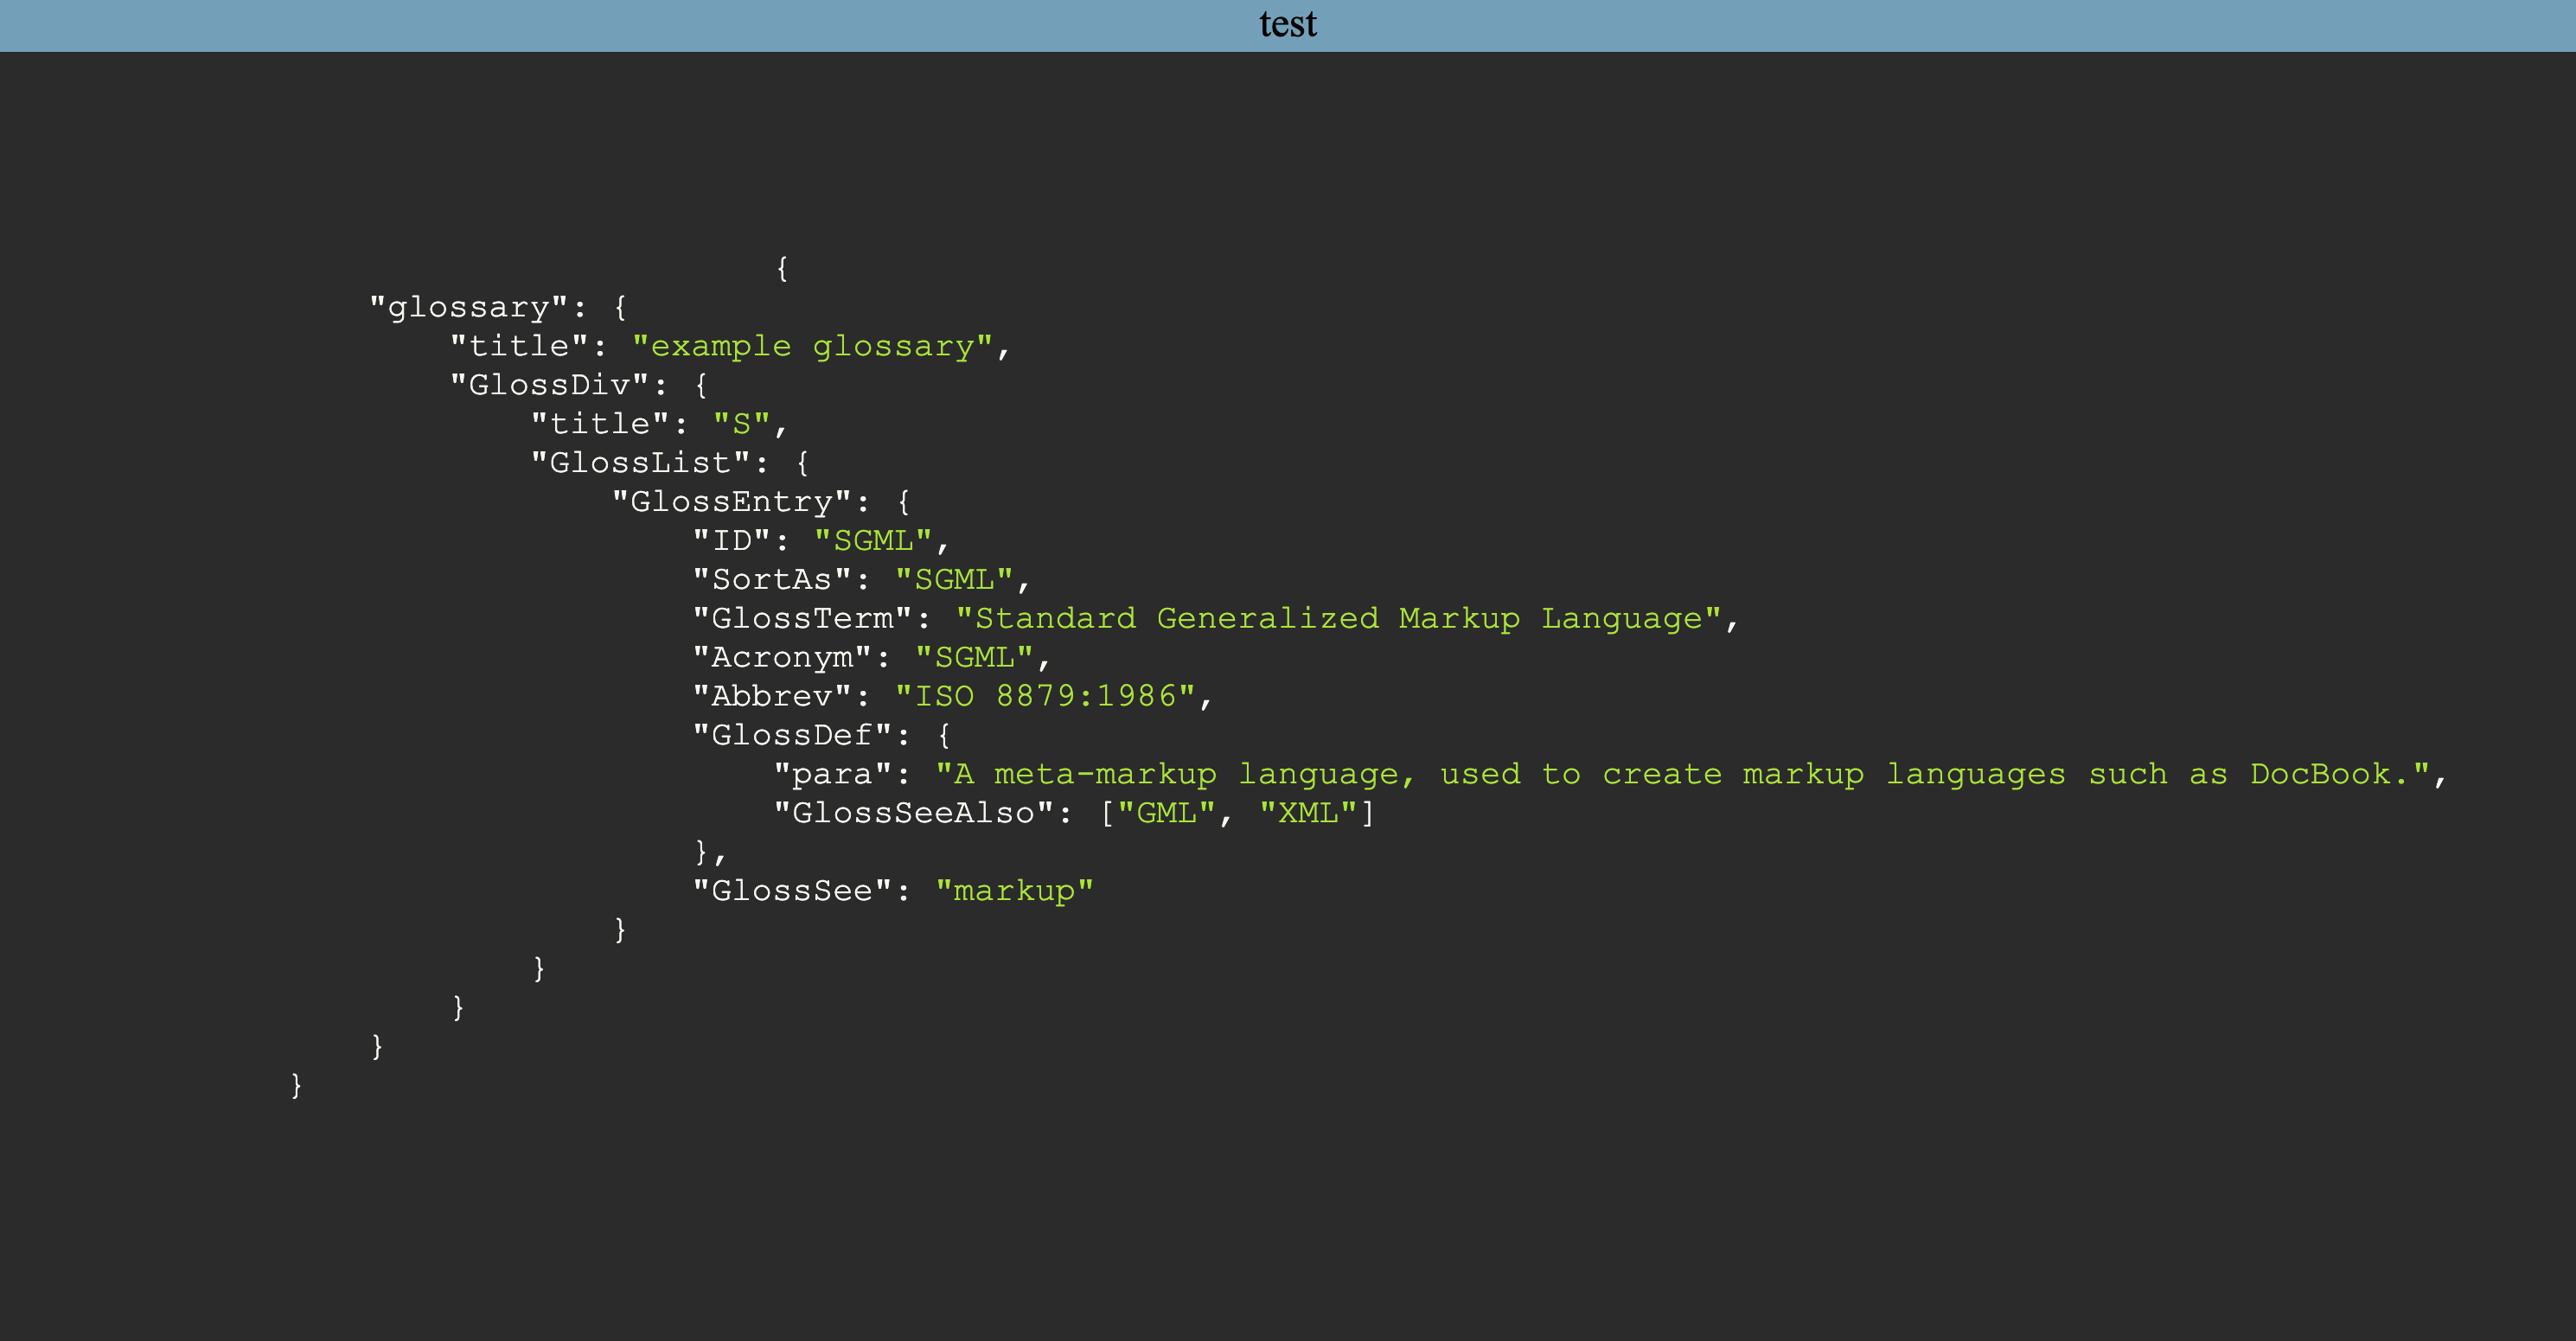 test
{
"glossary": {
"title": "example glossary",
"GlossDiv": {
"title": "S",
"GlossList": {
"GlossEntry": {
"ID": "SGML",
"SortAs": "SGML",
"GlossTerm": "Standard Generalized Markup Language",
"Acronym": "SGML",
"Abbrev": "ISO 8879:1986",
"GlossDef": {
"para": "A meta-markup language, used to create markup languages such as DocBook.",
"GlossSeeAlso": ["GML", "XML"]
},
"GlossSee": "markup"
}
}
}
}
}